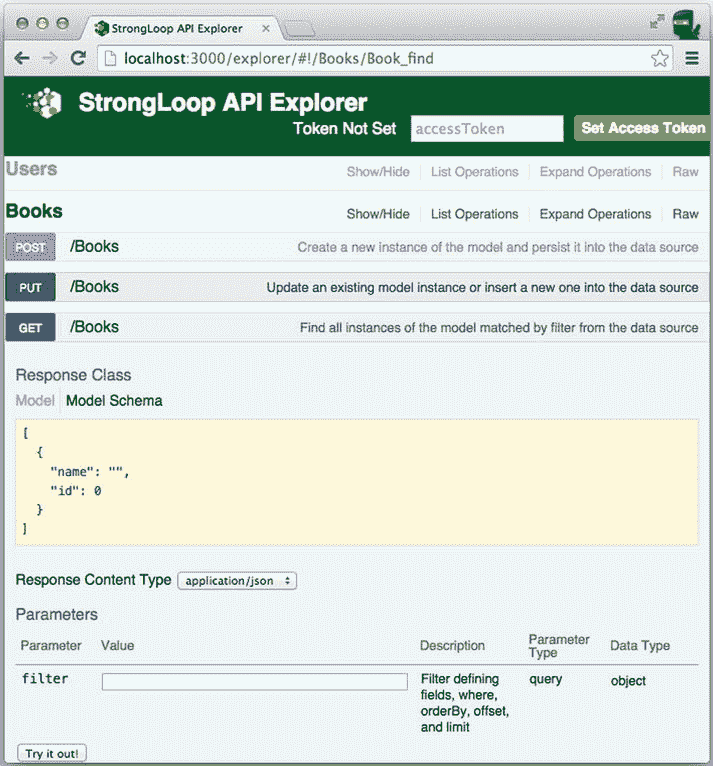 StrongLoop API Explorer
localhost:3000/explorer/#!/Books/Book_find
StrongLoop API Explorer
Token Not Set accessToken Set Access Token
Users Show/Hide List Operations Expand Operations Raw
Books Show/Hide List Operations Expand Operations Raw
POST /Books Create a new instance of the model and persist it into the data source
PUT /Books Update an existing model instance or insert a new one into the data source
GET /Books Find all instances of the model matched by filter from the data source
Response Class
Model Model Schema
[
{
"name": "",
"id": 0
}
]
Response Content Type application/json
Parameters
Parameter Value Description Parameter Type Data Type
filter Filter defining query object
fields, where,
orderBy, offset,
and limit
Try it out!